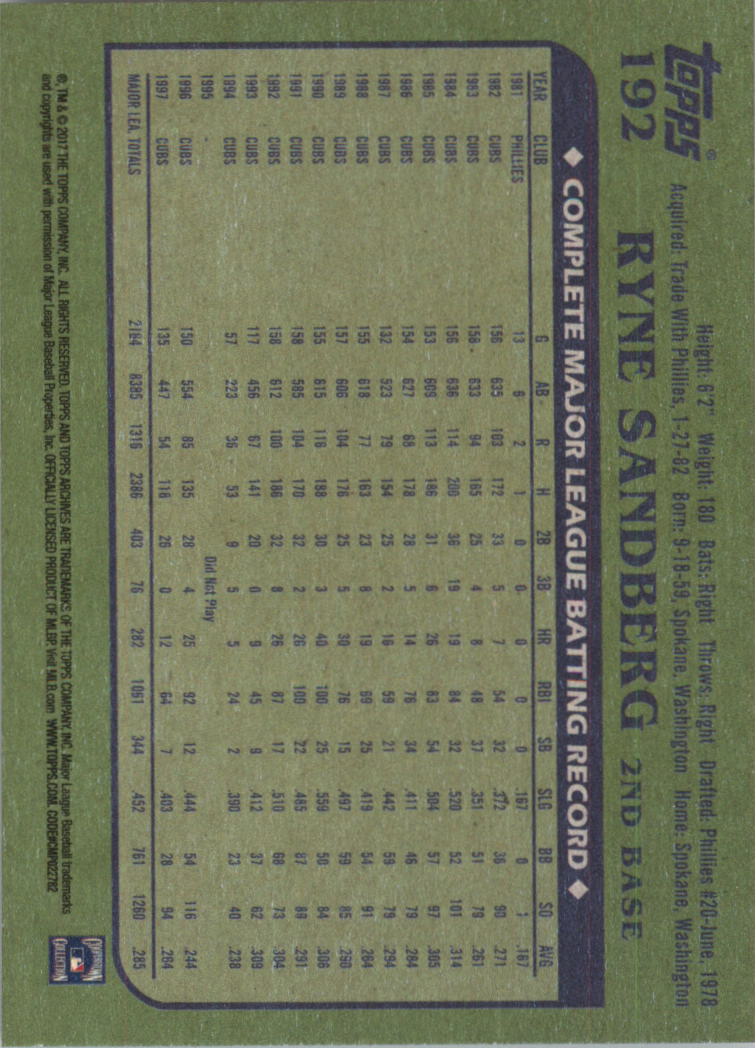 topps®
192
RYNE SANDBERG 2ND BASE
Height: 6'2" Weight: 180 Bats: Right Throws: Right Drafted: Phillies #20-June, 1978
Acquired: Trade With Phillies, 1-27-82 Born: 9-18-59, Spokane, Washington Home: Spokane, Washington
◆ COMPLETE MAJOR LEAGUE BATTING RECORD ◆
YEAR CLUB G AB R H 2B 3B HR RBI SB SLG BB SO AVG
1981 PHILLIES 13 6 2 1 0 0 0 0 0 .167 0 1 .167
1982 CUBS 156 635 103 172 33 5 7 54 32 .372 36 90 .271
1983 CUBS 158 633 94 165 25 4 8 48 37 .351 51 79 .261
1984 CUBS 156 636 114 200 36 19 19 84 32 .520 52 101 .314
1985 CUBS 153 609 113 186 31 6 26 83 54 .504 57 97 .305
1986 CUBS 154 627 68 178 28 5 14 76 34 .411 46 79 .284
1987 CUBS 132 523 79 154 25 2 16 59 21 .442 59 79 .294
1988 CUBS 155 618 77 163 23 8 19 69 25 .419 54 91 .264
1989 CUBS 157 606 104 176 25 5 30 76 15 .497 59 85 .290
1990 CUBS 155 615 116 188 30 3 40 100 25 .559 50 84 .306
1991 CUBS 158 585 104 170 32 2 26 100 22 .485 87 89 .291
1992 CUBS 158 612 100 186 32 8 26 87 17 .510 68 73 .304
1993 CUBS 117 456 67 141 20 0 9 45 9 .412 37 62 .309
1994 CUBS 57 223 36 53 9 5 5 24 2 .390 23 40 .238
1995 - Did Not Play
1996 CUBS 150 554 85 135 28 4 25 92 12 .444 54 116 .244
1997 CUBS 135 447 54 118 26 0 12 64 7 .403 28 94 .264
MAJOR LEA. TOTALS 2164 8385 1318 2386 403 76 282 1061 344 .452 761 1260 .285
®, TM & © 2017 THE TOPPS COMPANY, INC. ALL RIGHTS RESERVED. TOPPS AND TOPPS ARCHIVES ARE TRADEMARKS OF THE TOPPS COMPANY, INC. Major League Baseball trademarks
and copyrights are used with permission of Major League Baseball Properties, Inc. OFFICIALLY LICENSED PRODUCT OF MLBP. Visit MLB.com WWW.TOPPS.COM. CODE#CMP022782
COOPERSTOWN
COLLECTION